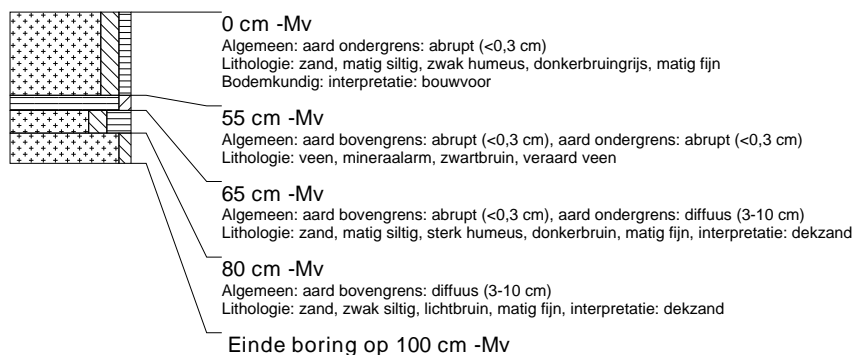 0 cm -Mv
Algemeen: aard ondergrens: abrupt (<0,3 cm)
Lithologie: zand, matig siltig, zwak humeus, donkerbruingrijs, matig fijn
Bodemkundig: interpretatie: bouwvoor
55 cm -Mv
Algemeen: aard bovengrens: abrupt (<0,3 cm), aard ondergrens: abrupt (<0,3 cm)
Lithologie: veen, mineraalarm, zwartbruin, veraard veen
65 cm -Mv
Algemeen: aard bovengrens: abrupt (<0,3 cm), aard ondergrens: diffuus (3-10 cm)
Lithologie: zand, matig siltig, sterk humeus, donkerbruin, matig fijn, interpretatie: dekzand
80 cm -Mv
Algemeen: aard bovengrens: diffuus (3-10 cm)
Lithologie: zand, zwak siltig, lichtbruin, matig fijn, interpretatie: dekzand
Einde boring op 100 cm -Mv